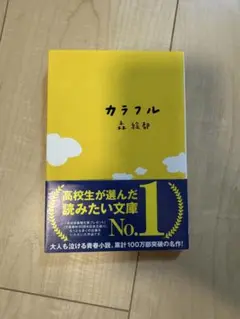 カラフル
森 絵都
高校生が選んだ
読みたい文庫
No.1
大人も泣ける青春小説、累計100万部突破の名作!